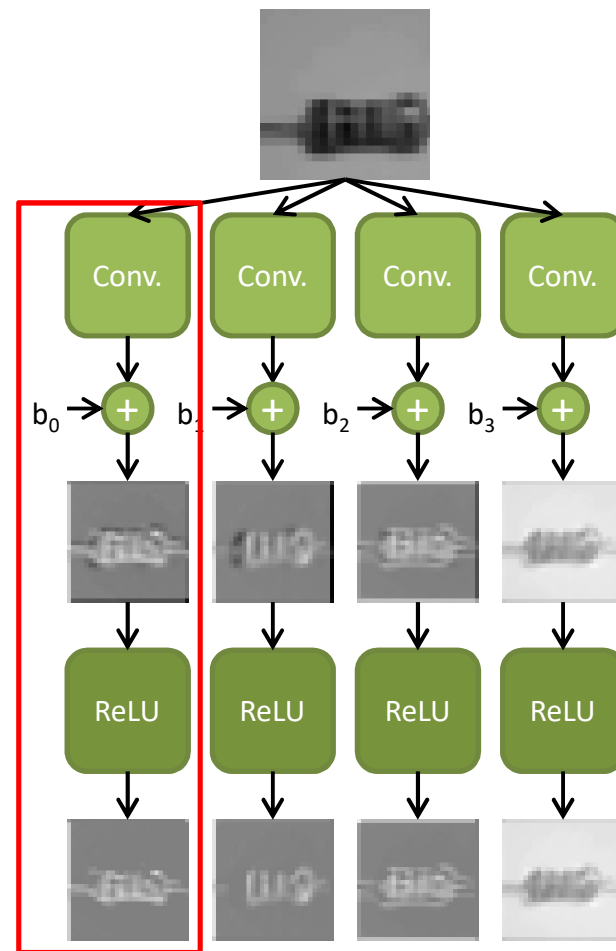 Conv. Conv. Conv. Conv.
b0 + b1 + b2 + b3 +
ReLU ReLU ReLU ReLU